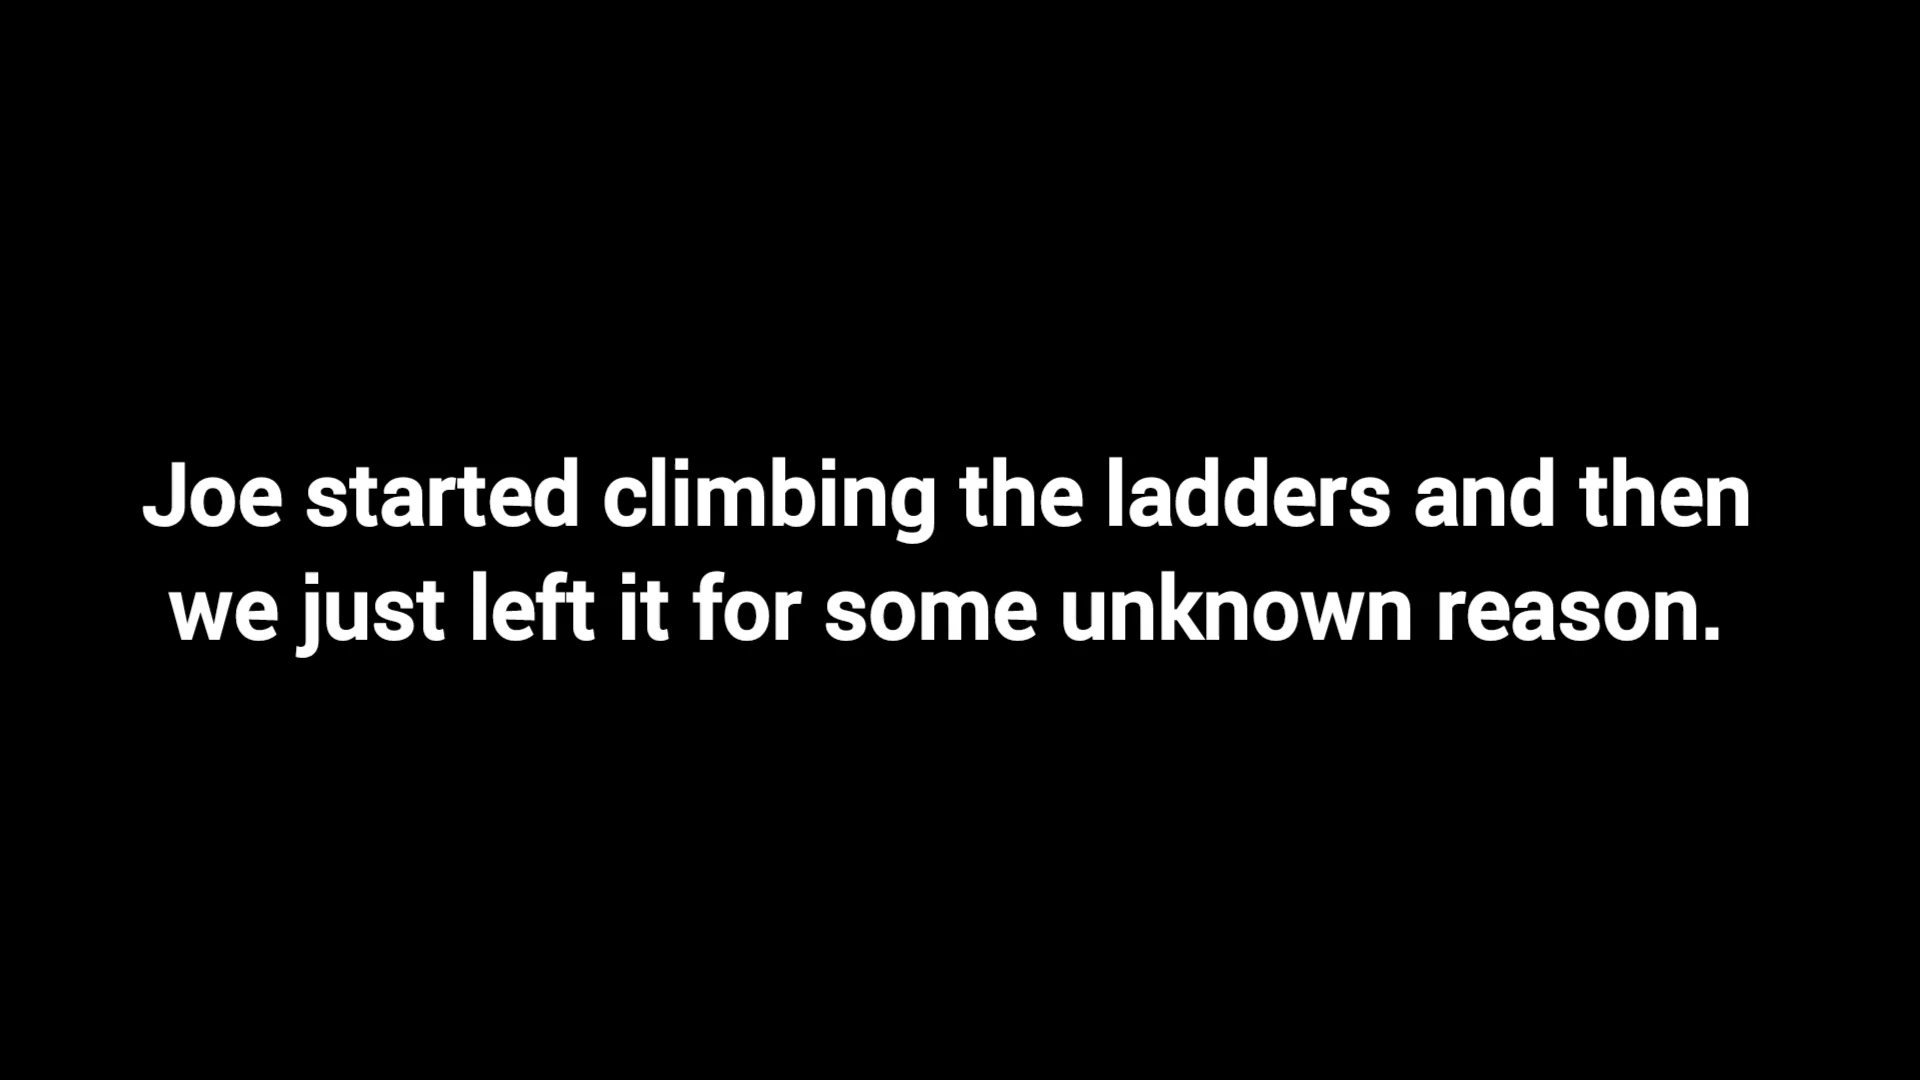 Joe started climbing the ladders and then
we just left it for some unknown reason.